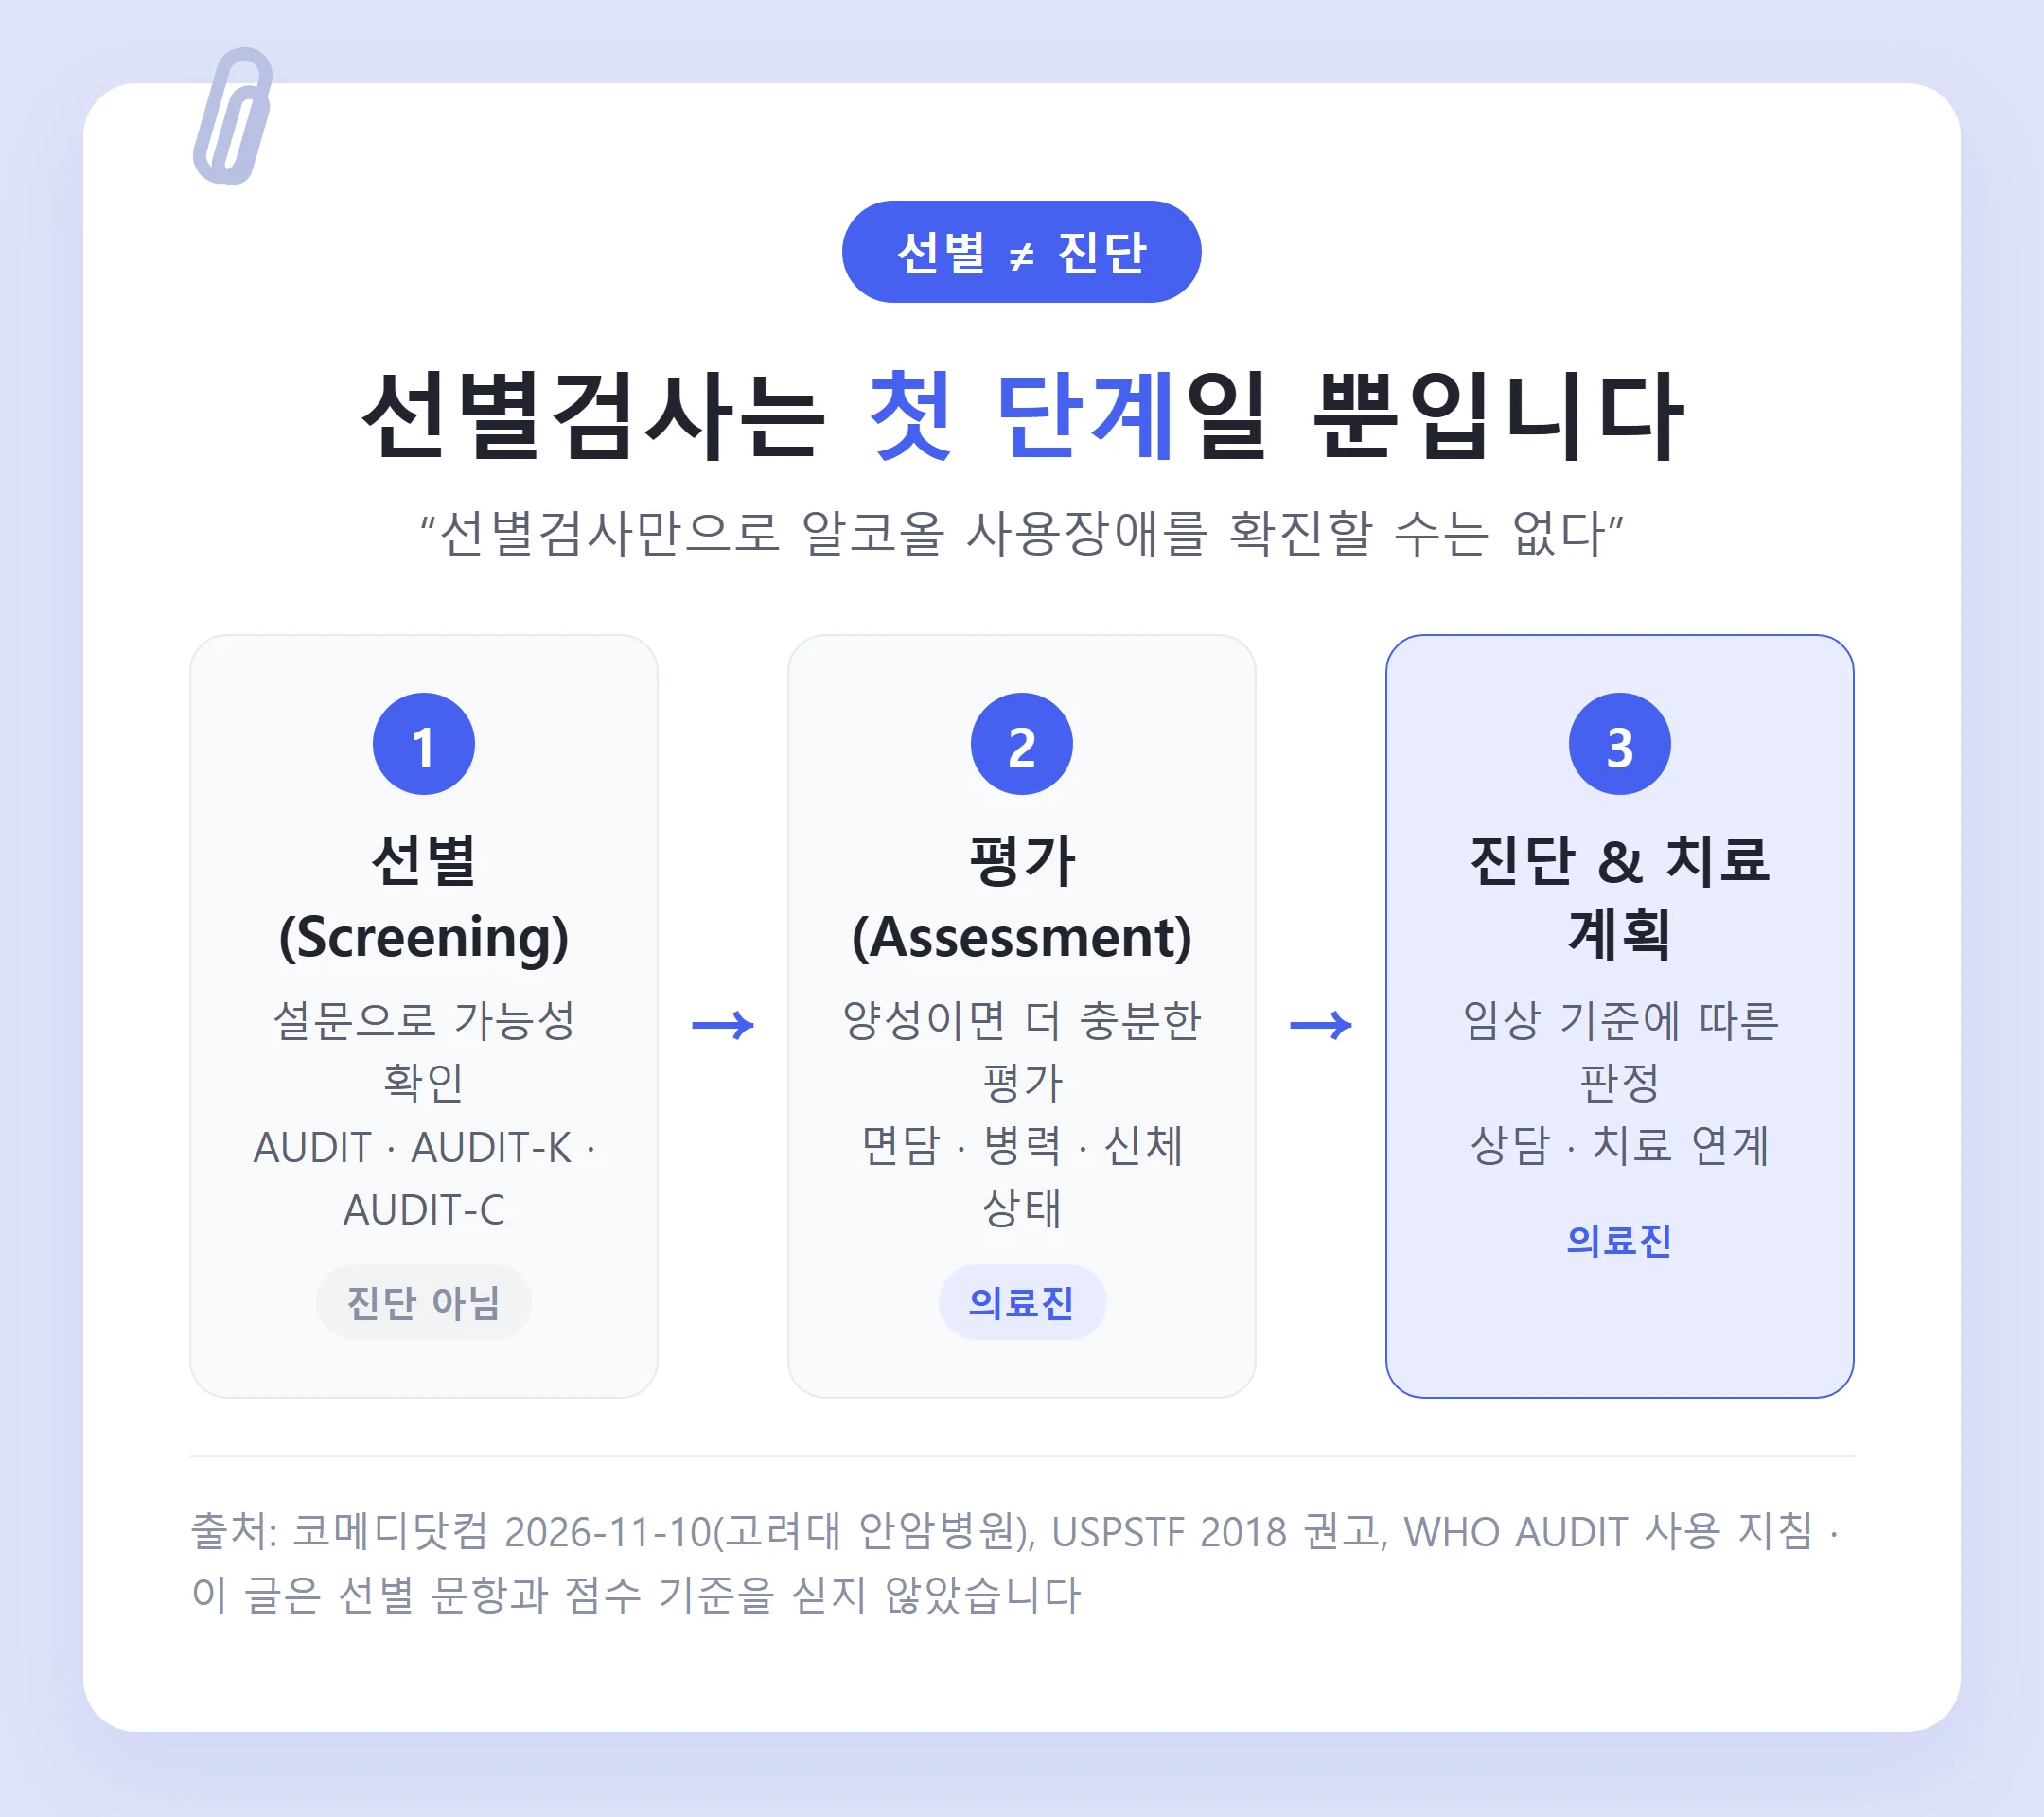 선별 ≠ 진단
선별검사는 첫 단계일 뿐입니다
"선별검사만으로 알코올 사용장애를 확진할 수는 없다"
1
선별
(Screening)
설문으로 가능성
확인
AUDIT · AUDIT-K ·
AUDIT-C
진단 아님
→
2
평가
(Assessment)
양성이면 더 충분한
평가
면담 · 병력 · 신체
상태
의료진
→
3
진단 & 치료
계획
임상 기준에 따른
판정
상담 · 치료 연계
의료진
출처: 코메디닷컴 2026-11-10(고려대 안암병원), USPSTF 2018 권고, WHO AUDIT 사용 지침 ·
이 글은 선별 문항과 점수 기준을 싣지 않았습니다